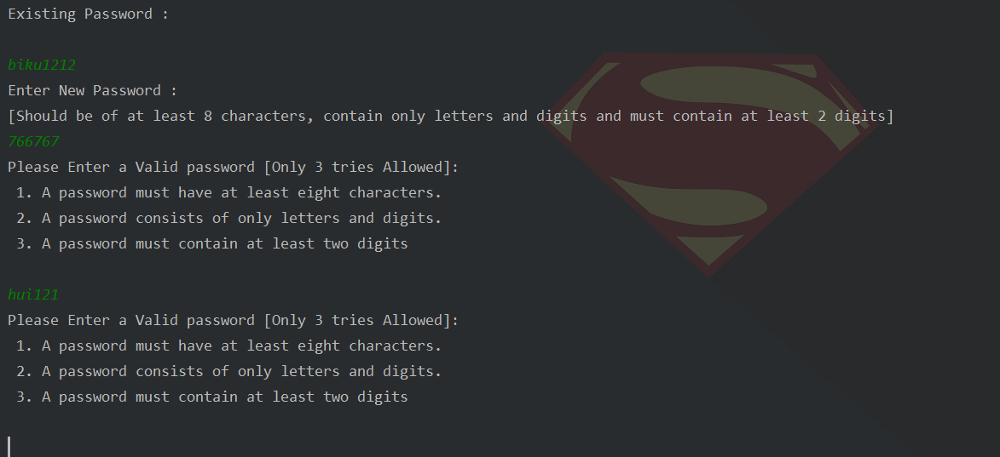 Existing Password :
biku1212
Enter New Password :
[Should be of at least 8 characters, contain only letters and digits and must contain at least 2 digits]
766767
Please Enter a Valid password [Only 3 tries Allowed]:
1. A password must have at least eight characters.
2. A password consists of only letters and digits.
3. A password must contain at least two digits
hui121
Please Enter a Valid password [Only 3 tries Allowed]:
1. A password must have at least eight characters.
2. A password consists of only letters and digits.
3. A password must contain at least two digits